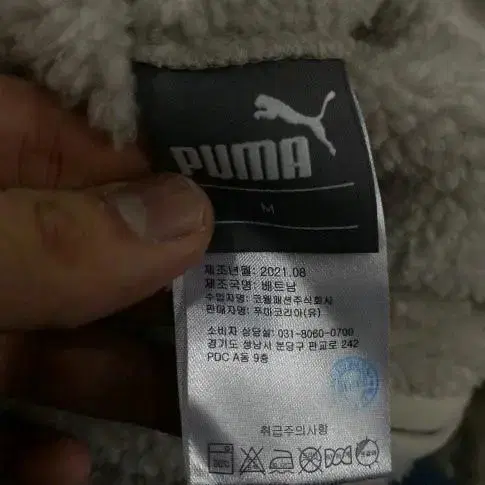 PUMA
M
제조년월: 2021.08
제조국명: 베트남
수입자명: 코웰패션주식회사
판매자명: 푸마코리아(유)
소비자 상담실: 031-8060-0700
경기도 성남시 분당구 판교로 242
PDC A동 9층
취급주의사항